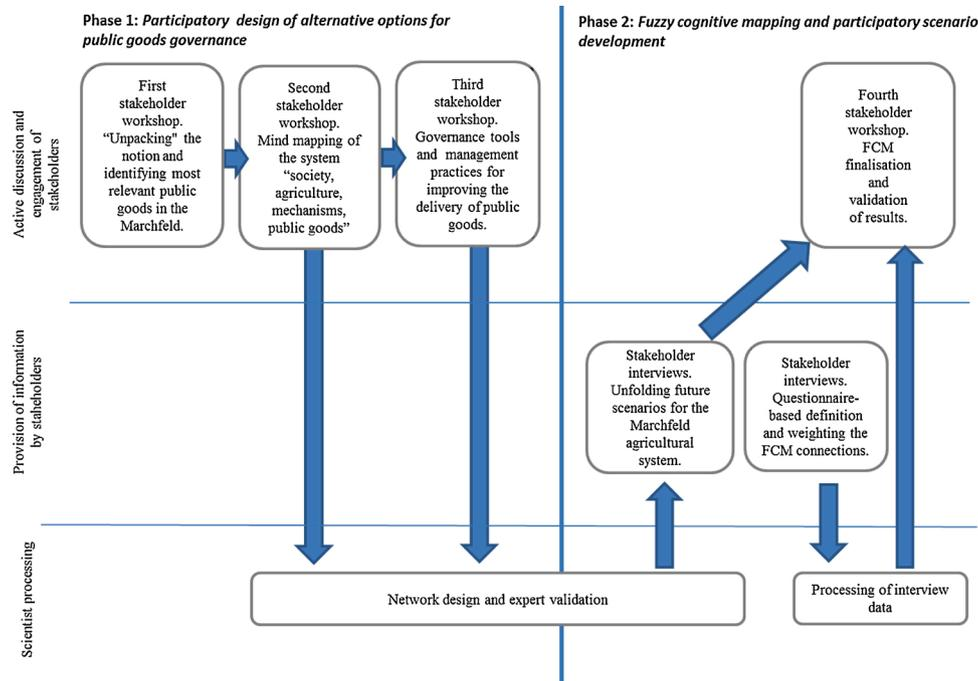 Phase 1: Participatory design of alternative options for
public goods governance
Phase 2: Fuzzy cognitive mapping and participatory scenario
development
Active discussion and
engagement of
stakeholders
First
stakeholder
workshop.
“Unpacking" the
notion and
identifying most
relevant public
goods in the
Marchfeld.
Second
stakeholder
workshop.
Mind mapping of
the system
“society,
agriculture,
mechanisms,
public goods”
Third
stakeholder
workshop.
Governance tools
and management
practices for
improving the
delivery of public
goods.
Fourth
stakeholder
workshop.
FCM
finalisation
and
validation
of results.
Provision of information
by staheholders
Stakeholder
interviews.
Unfolding future
scenarios for the
Marchfeld
agricultural
system.
Stakeholder
interviews.
Questionnaire-
based definition
and weighting the
FCM connections.
Scientist processing
Network design and expert validation
Processing of interview
data